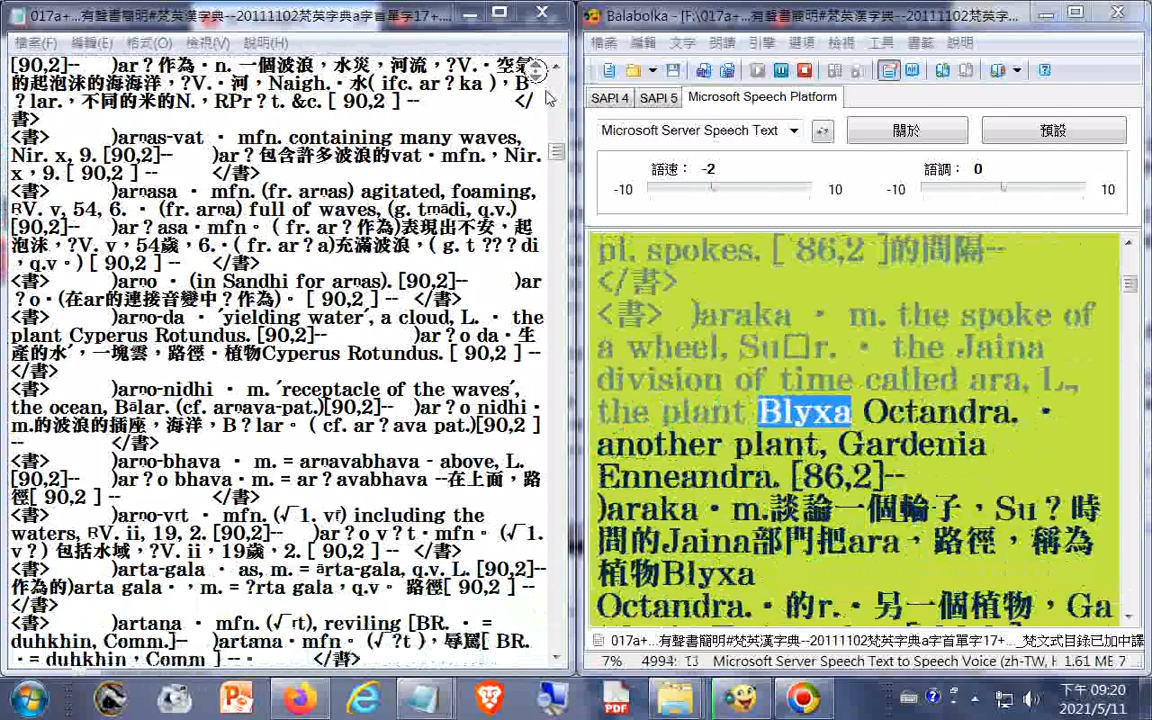 017a+...有聲書簡明#梵英漢字典--20111102梵英字典a字首單字17+...
檔案(F) 編輯(E) 格式(O) 檢視(V) 說明(H)
[90,2]-- )ar？作為‧n. 一個波浪，水災，河流，?V.‧空氣
的起泡沫的海海洋，?V.‧河，Naigh.‧水( ifc. ar？ka )，B
？lar.，不同的米的N.，RPr？t. &c. [ 90,2 ] -- </
書>
<書> )arṇas-vat ‧ mfn. containing many waves,
Nir. x, 9. [90,2]-- )ar？包含許多波浪的vat‧mfn.，Nir.
x，9. [ 90,2 ] -- </書>
<書> )arṇasa ‧ mfn. (fr. arṇas) agitated, foaming,
RV. v, 54, 6. ‧ (fr. arṇa) full of waves, (g. tṛṇādi, q.v.)
[90,2]-- )ar？asa‧mfn。 ( fr. ar？作為)表現出不安，起
泡沫，?V. v，54歲，6.‧( fr. ar？a)充滿波浪，( g. t ???di
，q.v。) [ 90,2 ] -- </書>
<書> )arṇo ‧ (in Sandhi for arṇas). [90,2]-- )ar
？o‧(在ar的連接音變中？作為)。 [ 90,2 ] -- </書>
<書> )arṇo-da ‧ 'yielding water', a cloud, L. ‧ the
plant Cyperus Rotundus. [90,2]-- )ar？o da‧生
產的水'，一塊雲，路徑‧植物Cyperus Rotundus. [ 90,2 ] --
</書>
<書> )arṇo-nidhi ‧ m. 'receptacle of the waves',
the ocean, Bālar. (cf. arṇava-pat.)[90,2]-- )ar？o nidhi‧
m.的波浪的插座，海洋，B？lar.。 ( cf. ar？ava pat.)[ 90,2 ]
-- </書>
<書> )arṇo-bhava ‧ m. = arṇavabhava - above, L.
[90,2]-- )ar？o bhava‧m. = ar？avabhava --在上面，路
徑[ 90,2 ] -- </書>
<書> )arṇo-vṛt ‧ mfn. (√1. vṛ) including the
waters, RV. ii, 19, 2. [90,2]-- )ar？o v？t‧mfn。 (√1.
v？) 包括水域，?V. ii，19歲，2. [ 90,2 ] -- </書>
<書> )arta-gala ‧ as, m. = ārta-gala, q.v. L. [90,2]--
作為的)arta gala‧，m. = ?rta gala，q.v。 路徑[ 90,2 ] --
</書>
<書> )artana ‧ mfn. (√ṛt), reviling [BR. ‧ =
duhkhin, Comm.]-- )artana‧mfn。 (√?t )，辱罵[ BR.
‧= duhkhin，Comm ] --。 </書>
Balabolka - [F:\017a+...有聲書簡明#梵英漢字典--20111102梵英字...
檔案 編輯 文字 朗讀 引擎 選項 檢視 工具 書籤 說明
SAPI 4 SAPI 5 Microsoft Speech Platform
Microsoft Server Speech Text 關於 預設
語速： -2 語調： 0
-10 10 -10 10
pl. spokes. [ 86,2 ]的間隔--
</書>
<書> )araka ‧ m. the spoke of
a wheel, Su□r. ‧ the Jaina
division of time called ara, L.,
the plant Blyxa Octandra. ‧
another plant, Gardenia
Enneandra. [86,2]--
)araka‧m.談論一個輪子，Su？時
間的Jaina部門把ara，路徑，稱為
植物Blyxa
Octandra.‧的r.‧另一個植物，Ga
017a+...有聲書簡明#梵英漢字典--20111102梵英字典a字首單字17+..._梵文式目錄已加中譯
7% 4994: Microsoft Server Speech Text to Speech Voice (zh-TW, H 1.61 ME 7
下午 09:20
2021/5/11